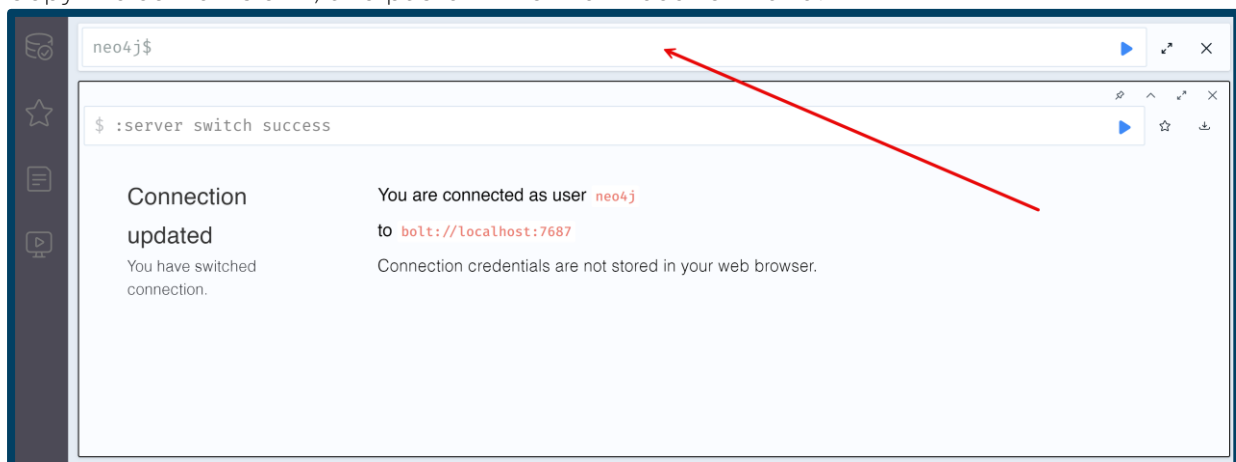 neo4j$
$ :server switch success
Connection
updated
You have switched
connection.
You are connected as user neo4j
to bolt://localhost:7687
Connection credentials are not stored in your web browser.